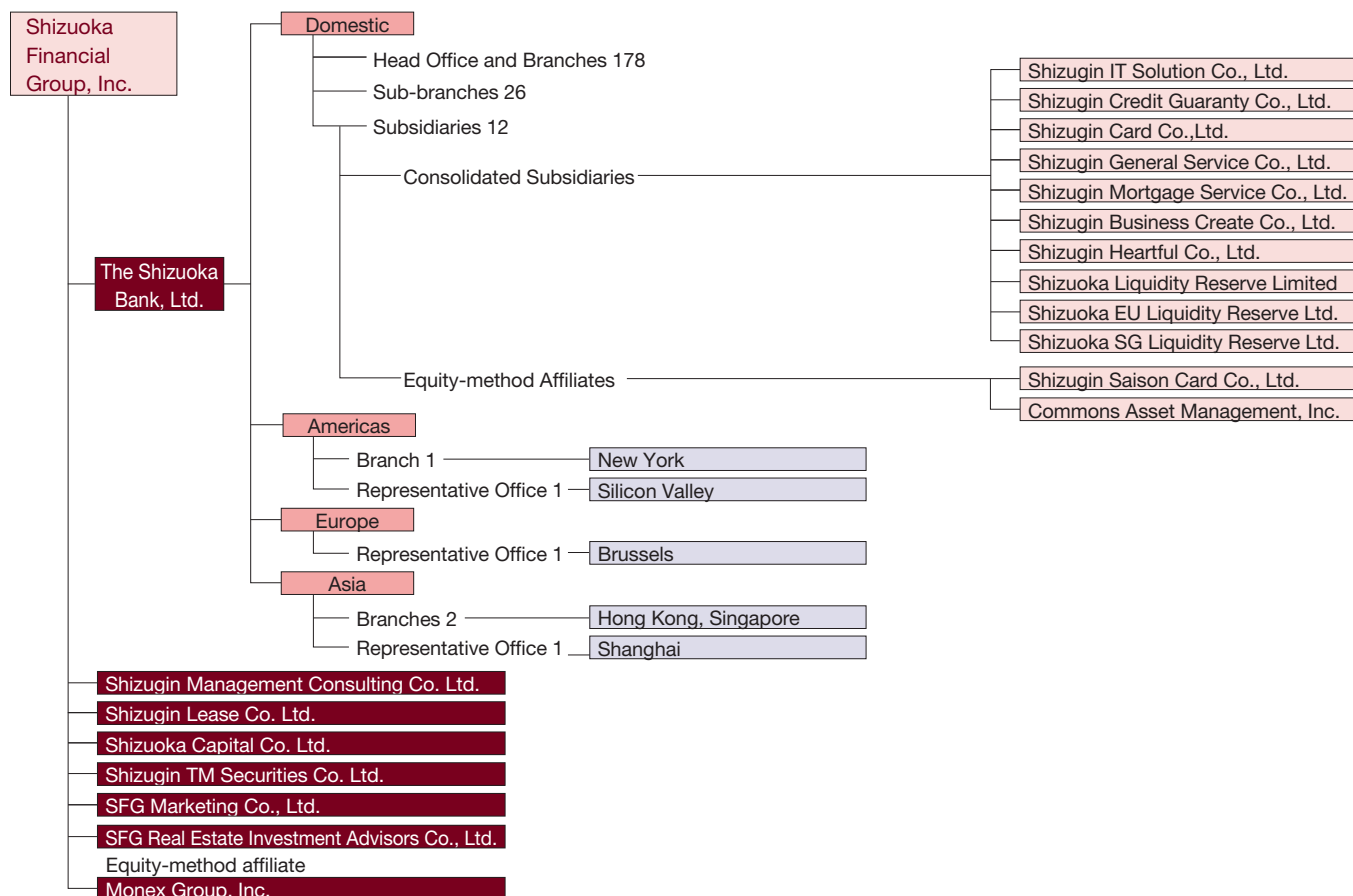 Shizuoka
Financial
Group, Inc.
The Shizuoka
Bank, Ltd.
Domestic
Head Office and Branches 178
Sub-branches 26
Subsidiaries 12
Consolidated Subsidiaries
Shizugin IT Solution Co., Ltd.
Shizugin Credit Guaranty Co., Ltd.
Shizugin Card Co.,Ltd.
Shizugin General Service Co., Ltd.
Shizugin Mortgage Service Co., Ltd.
Shizugin Business Create Co., Ltd.
Shizugin Heartful Co., Ltd.
Shizuoka Liquidity Reserve Limited
Shizuoka EU Liquidity Reserve Ltd.
Shizuoka SG Liquidity Reserve Ltd.
Equity-method Affiliates
Shizugin Saison Card Co., Ltd.
Commons Asset Management, Inc.
Americas
Branch 1
New York
Representative Office 1
Silicon Valley
Europe
Representative Office 1
Brussels
Asia
Branches 2
Hong Kong, Singapore
Representative Office 1
Shanghai
Shizugin Management Consulting Co. Ltd.
Shizugin Lease Co. Ltd.
Shizuoka Capital Co. Ltd.
Shizugin TM Securities Co. Ltd.
SFG Marketing Co., Ltd.
SFG Real Estate Investment Advisors Co., Ltd.
Equity-method affiliate
Monex Group, Inc.